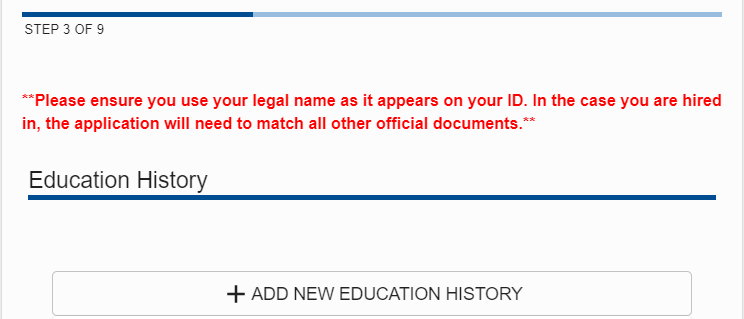 STEP 3 OF 9
**Please ensure you use your legal name as it appears on your ID. In the case you are hired
in, the application will need to match all other official documents.**
Education History
+ ADD NEW EDUCATION HISTORY